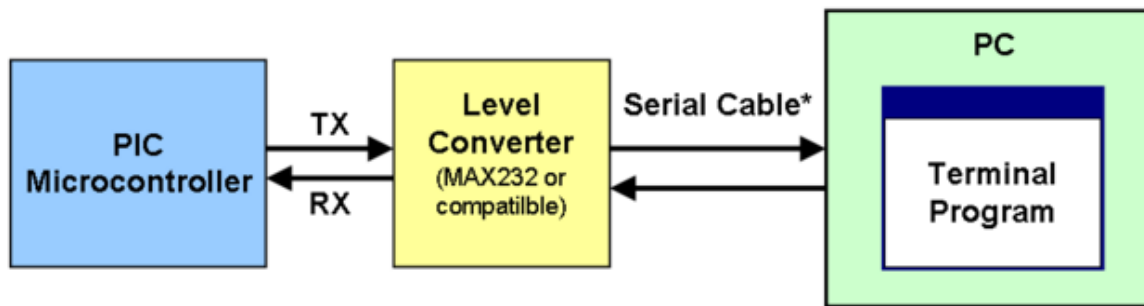 PIC
Microcontroller
TX
RX
Level
Converter
(MAX232 or
compatilble)
Serial Cable*
PC
Terminal
Program